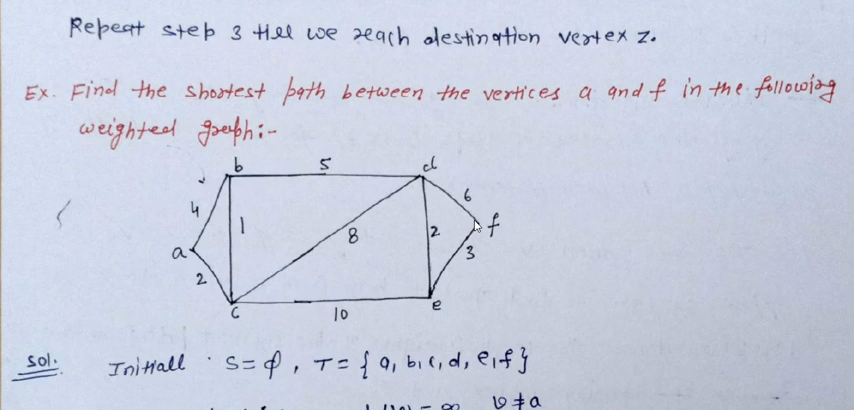 Repeat step 3 till we reach destination vertex z.
Ex. Find the shortest path between the vertices a and f in the following
weighted graph:-
b 5 d
4 1 8 2 6
a f
2 3
c 10 e
Sol. Initiall S = φ, T = { a, b, c, d, e, f }
= ∞ v ≠ a